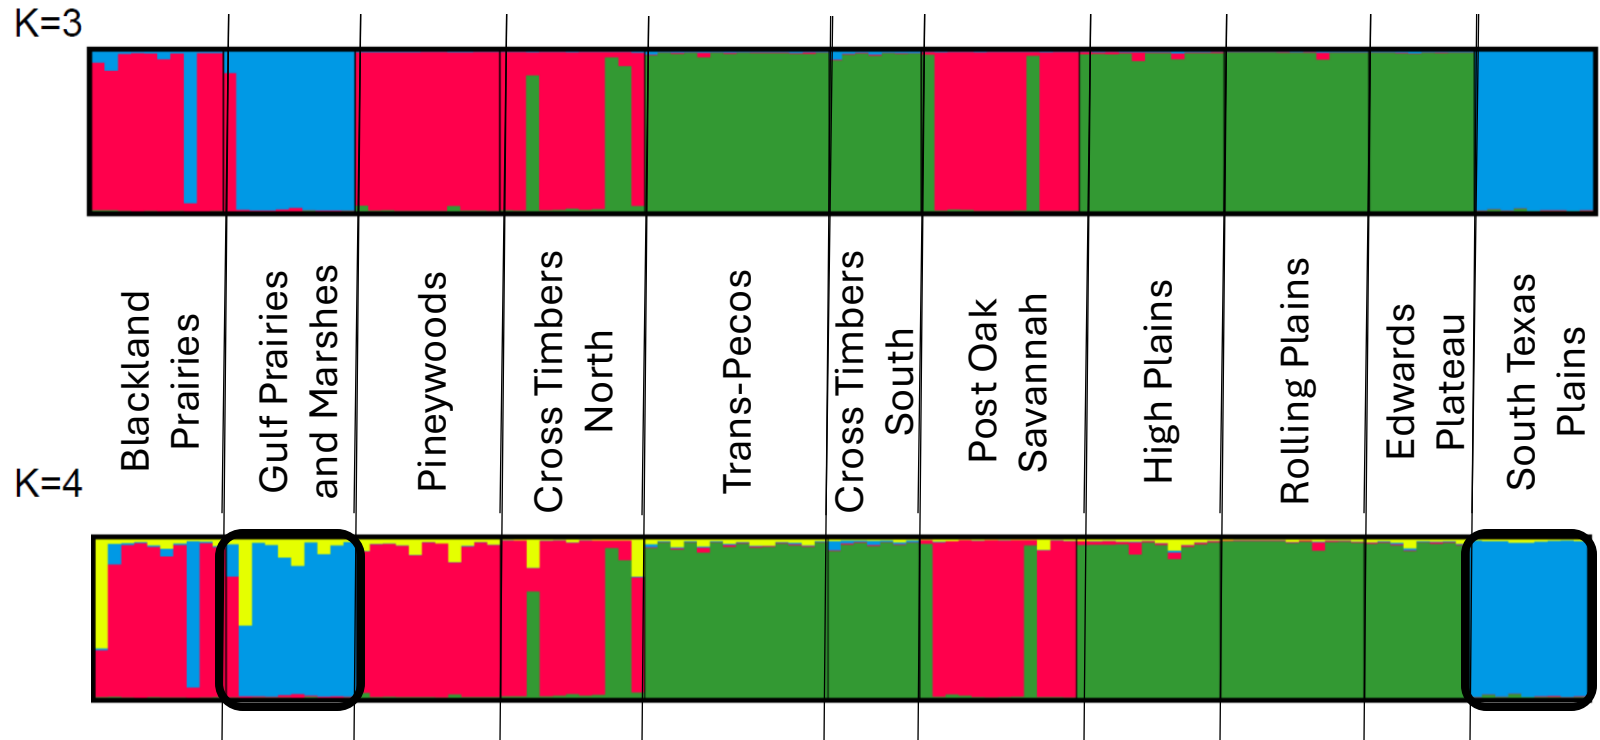 K=3
Blackland
Prairies
Gulf Prairies
and Marshes
Pineywoods
Cross Timbers
North
Trans-Pecos
Cross Timbers
South
Post Oak
Savannah
High Plains
Rolling Plains
Edwards
Plateau
South Texas
Plains
K=4